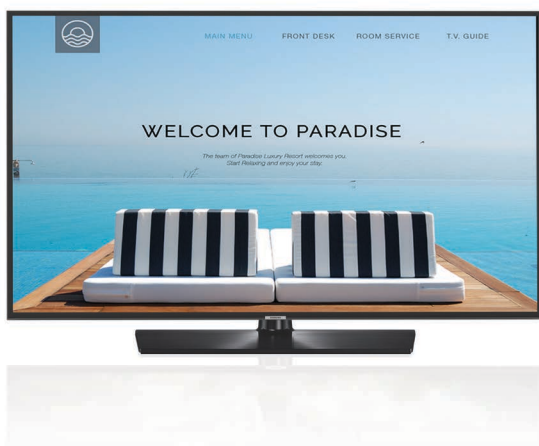 MAIN MENU FRONT DESK ROOM SERVICE T.V. GUIDE
WELCOME TO PARADISE
The team of Paradise Luxury Resort welcomes you.
Start Relaxing and enjoy your stay.